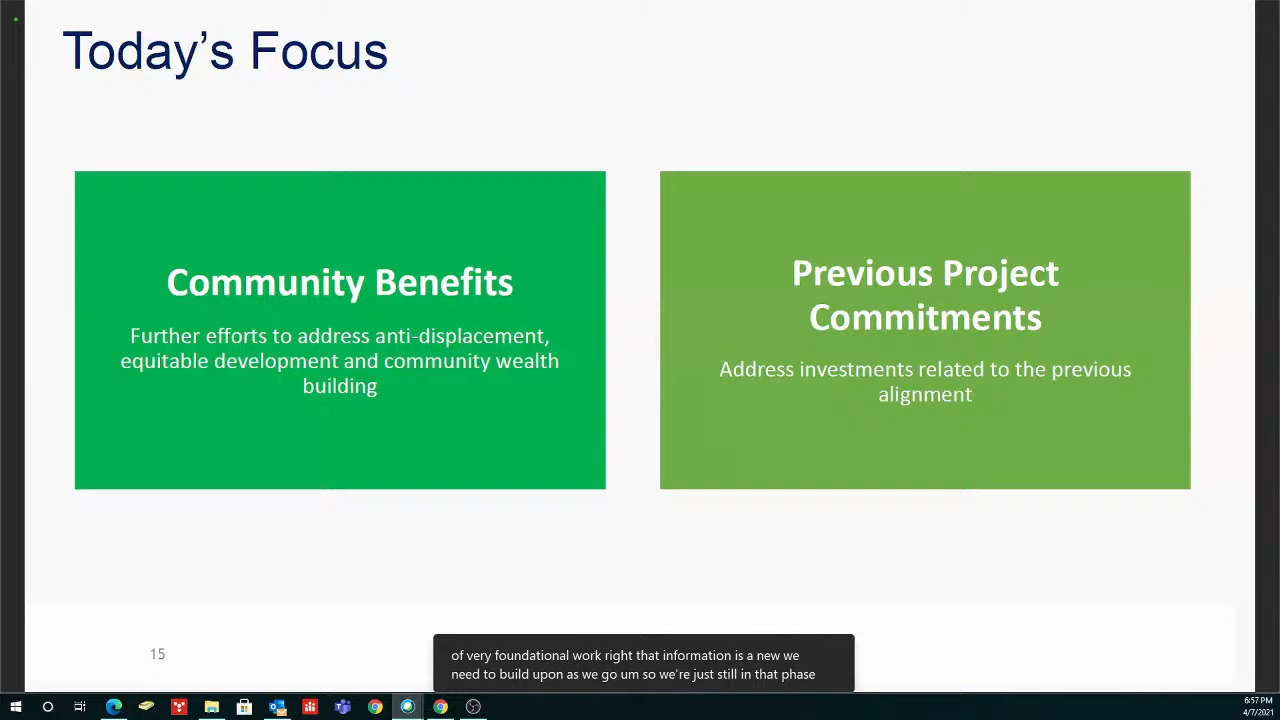 Today's Focus
Community Benefits
Further efforts to address anti-displacement,
equitable development and community wealth
building
Previous Project
Commitments
Address investments related to the previous
alignment
15
of very foundational work right that information is a new we
need to build upon as we go um so we're just still in that phase
6:57 PM
4/7/2021